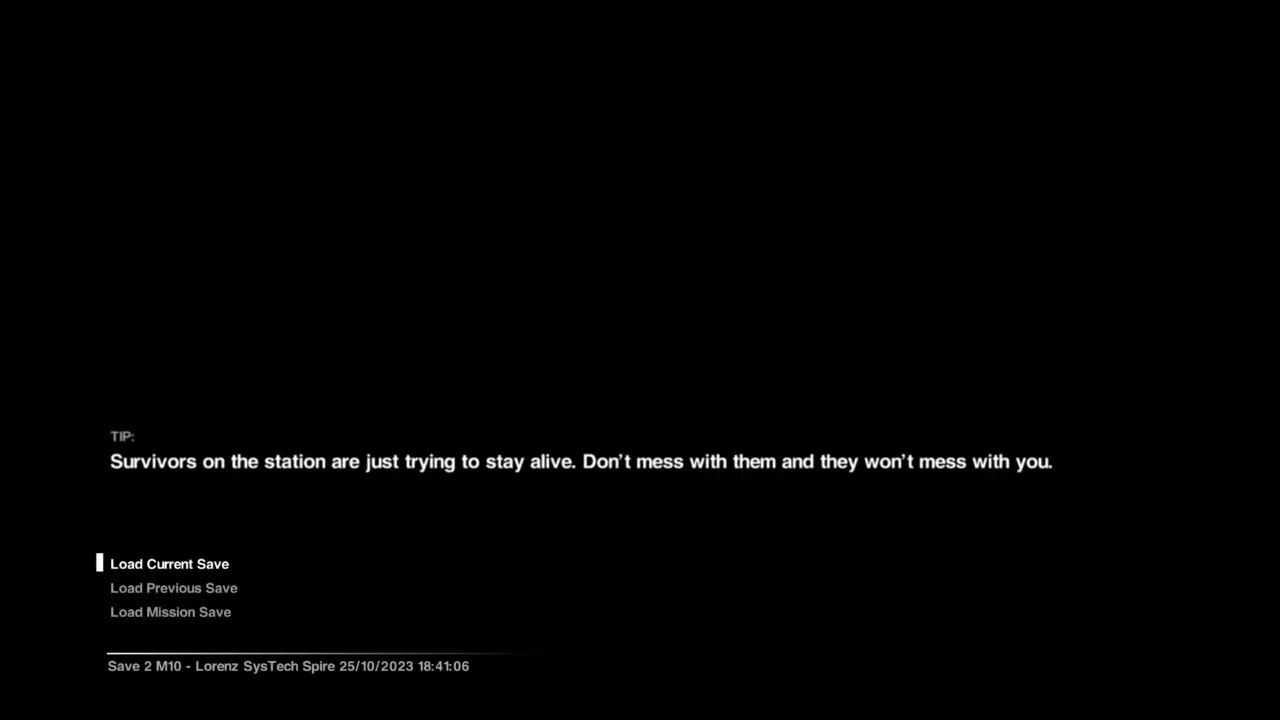 TIP:
Survivors on the station are just trying to stay alive. Don't mess with them and they won't mess with you.
Load Current Save
Load Previous Save
Load Mission Save
Save 2 M10 - Lorenz SysTech Spire 25/10/2023 18:41:06